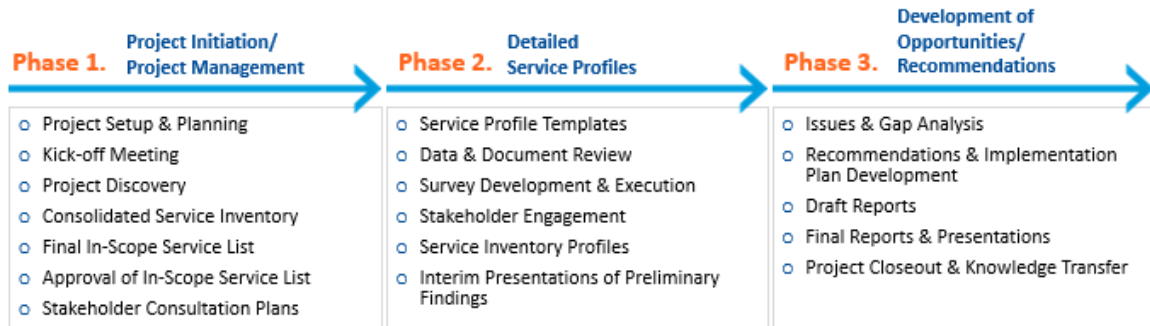 Phase 1.
Project Initiation/
Project Management
Project Setup & Planning
Kick-off Meeting
Project Discovery
Consolidated Service Inventory
Final In-Scope Service List
Approval of In-Scope Service List
Stakeholder Consultation Plans
Phase 2.
Detailed
Service Profiles
Service Profile Templates
Data & Document Review
Survey Development & Execution
Stakeholder Engagement
Service Inventory Profiles
Interim Presentations of Preliminary
Findings
Phase 3.
Development of
Opportunities/
Recommendations
Issues & Gap Analysis
Recommendations & Implementation
Plan Development
Draft Reports
Final Reports & Presentations
Project Closeout & Knowledge Transfer